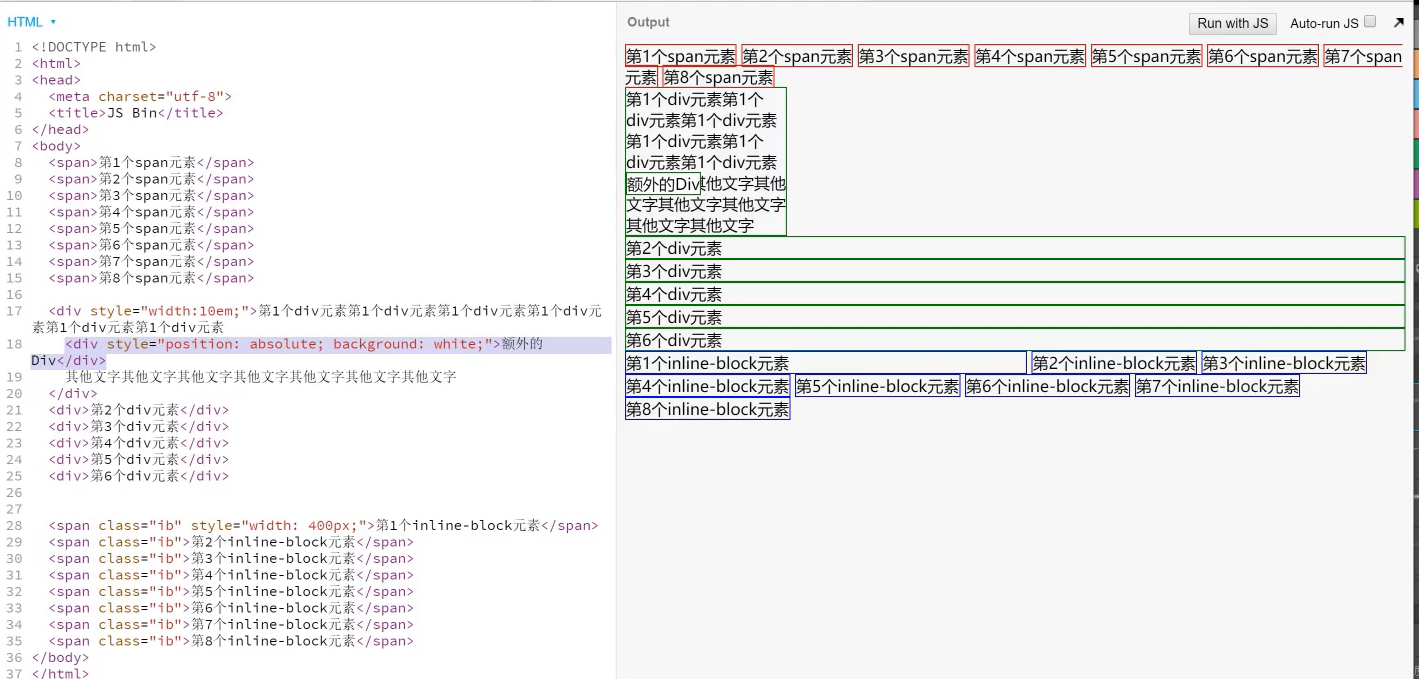 HTML
1 <!DOCTYPE html>
2 <html>
3 <head>
4 <meta charset="utf-8">
5 <title>JS Bin</title>
6 </head>
7 <body>
8 <span>第1个span元素</span>
9 <span>第2个span元素</span>
10 <span>第3个span元素</span>
11 <span>第4个span元素</span>
12 <span>第5个span元素</span>
13 <span>第6个span元素</span>
14 <span>第7个span元素</span>
15 <span>第8个span元素</span>
16
17 <div style="width:10em;">第1个div元素第1个div元素第1个div元素第1个div元
素第1个div元素第1个div元素
18 <div style="position: absolute; background: white;">额外的
Div</div>
19 其他文字其他文字其他文字其他文字其他文字其他文字其他文字
20 </div>
21 <div>第2个div元素</div>
22 <div>第3个div元素</div>
23 <div>第4个div元素</div>
24 <div>第5个div元素</div>
25 <div>第6个div元素</div>
26
27
28 <span class="ib" style="width: 400px;">第1个inline-block元素</span>
29 <span class="ib">第2个inline-block元素</span>
30 <span class="ib">第3个inline-block元素</span>
31 <span class="ib">第4个inline-block元素</span>
32 <span class="ib">第5个inline-block元素</span>
33 <span class="ib">第6个inline-block元素</span>
34 <span class="ib">第7个inline-block元素</span>
35 <span class="ib">第8个inline-block元素</span>
36 </body>
37 </html>
Output Run with JS Auto-run JS
第1个span元素 第2个span元素 第3个span元素 第4个span元素 第5个span元素 第6个span元素 第7个span
元素 第8个span元素
第1个div元素第1个
div元素第1个div元素
第1个div元素第1个
div元素第1个div元素
额外的Div其他文字其他
文字其他文字其他文字
其他文字其他文字
第2个div元素
第3个div元素
第4个div元素
第5个div元素
第6个div元素
第1个inline-block元素 第2个inline-block元素 第3个inline-block元素
第4个inline-block元素 第5个inline-block元素 第6个inline-block元素 第7个inline-block元素
第8个inline-block元素